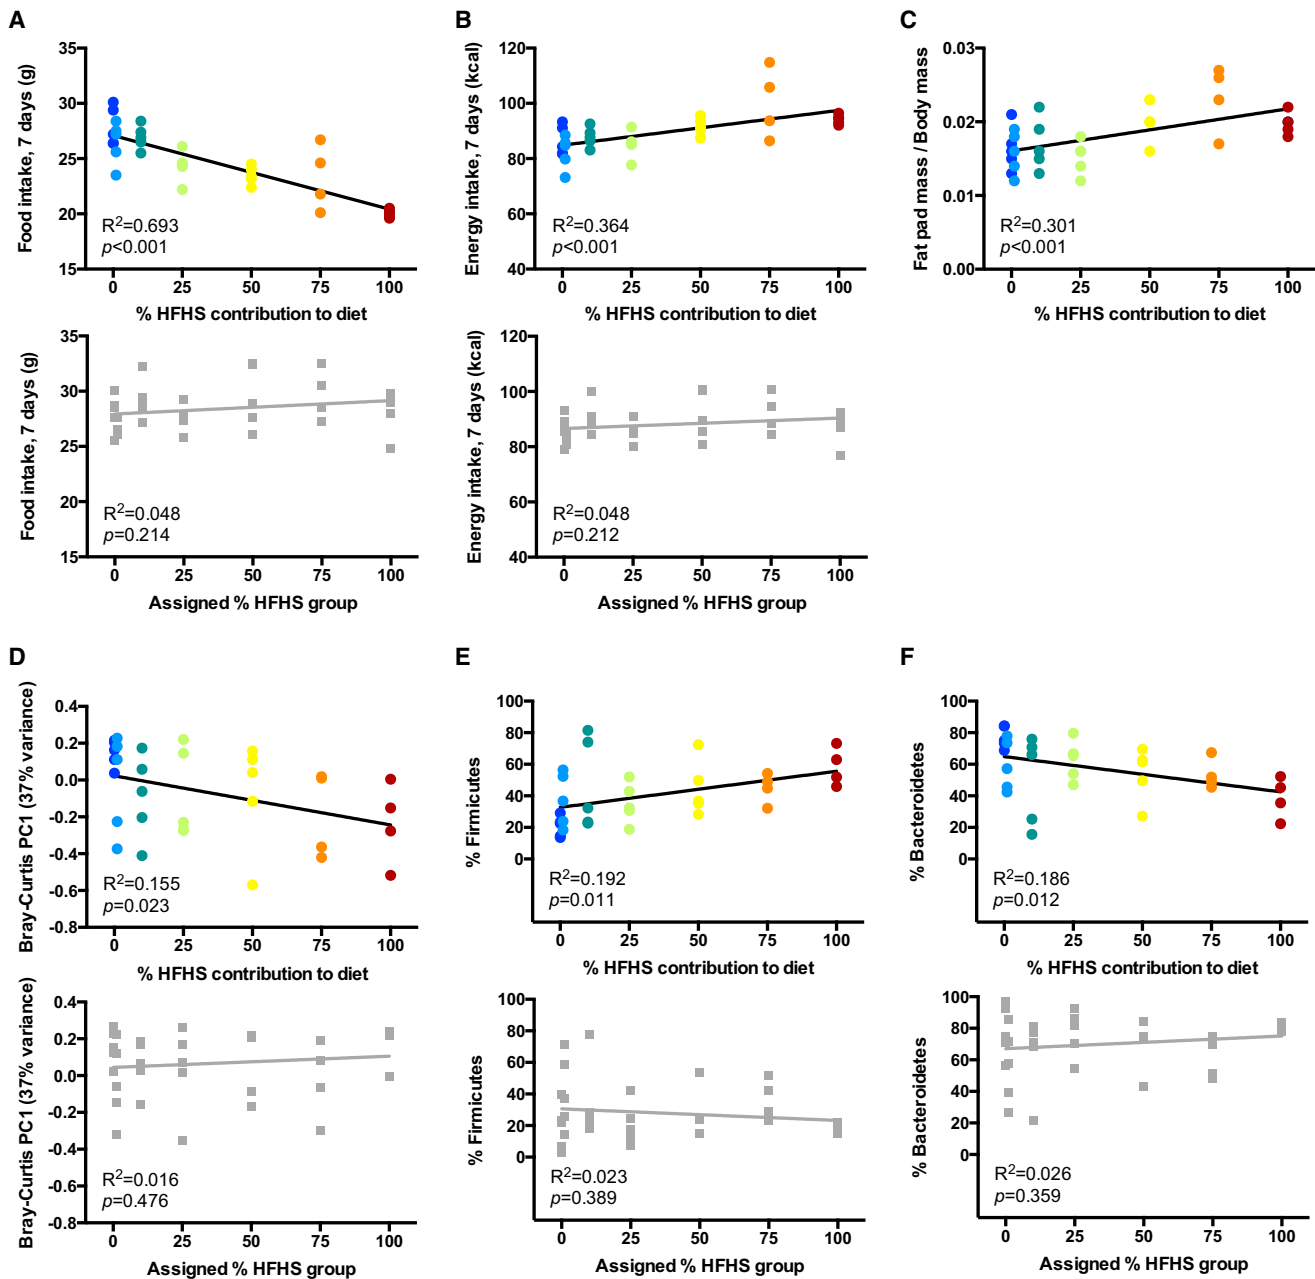 A
Food intake, 7 days (g)
35
30
25
20
15
R²=0.693
p<0.001
0 25 50 75 100
% HFHS contribution to diet
Food intake, 7 days (g)
35
30
25
20
15
R²=0.048
p=0.214
0 25 50 75 100
Assigned % HFHS group
B
Energy intake, 7 days (kcal)
120
100
80
60
40
R²=0.364
p<0.001
0 25 50 75 100
% HFHS contribution to diet
Energy intake, 7 days (kcal)
120
100
80
60
40
R²=0.048
p=0.212
0 25 50 75 100
Assigned % HFHS group
C
Fat pad mass / Body mass
0.03
0.02
0.01
0.00
R²=0.301
p<0.001
0 25 50 75 100
% HFHS contribution to diet
D
Bray-Curtis PC1 (37% variance)
0.4
0.2
0.0
-0.2
-0.4
-0.6
-0.8
R²=0.155
p=0.023
0 25 50 75 100
% HFHS contribution to diet
Bray-Curtis PC1 (37% variance)
0.4
0.2
0.0
-0.2
-0.4
-0.6
-0.8
R²=0.016
p=0.476
0 25 50 75 100
Assigned % HFHS group
E
% Firmicutes
100
80
60
40
20
0
R²=0.192
p=0.011
0 25 50 75 100
% HFHS contribution to diet
% Firmicutes
100
80
60
40
20
0
R²=0.023
p=0.389
0 25 50 75 100
Assigned % HFHS group
F
% Bacteroidetes
100
80
60
40
20
0
R²=0.186
p=0.012
0 25 50 75 100
% HFHS contribution to diet
% Bacteroidetes
100
80
60
40
20
0
R²=0.026
p=0.359
0 25 50 75 100
Assigned % HFHS group